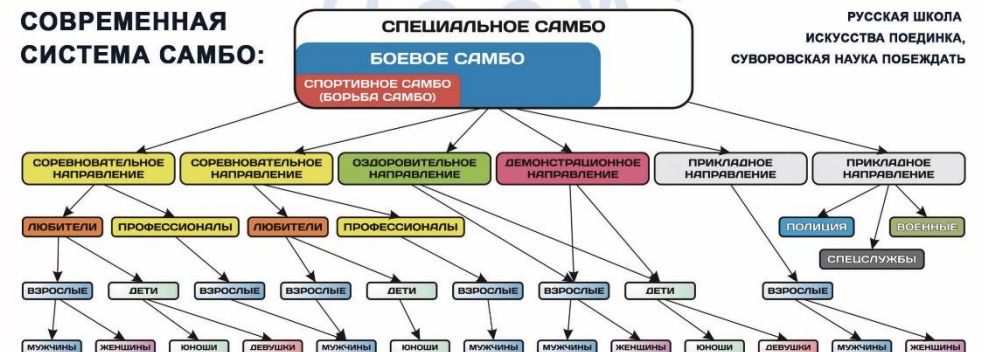 СОВРЕМЕННАЯ
СИСТЕМА САМБО:
СПЕЦИАЛЬНОЕ САМБО
БОЕВОЕ САМБО
СПОРТИВНОЕ САМБО
(БОРЬБА САМБО)
РУССКАЯ ШКОЛА
ИСКУССТВА ПОЕДИНКА,
СУВОРОВСКАЯ НАУКА ПОБЕЖДАТЬ
СОРЕВНОВАТЕЛЬНОЕ
НАПРАВЛЕНИЕ
СОРЕВНОВАТЕЛЬНОЕ
НАПРАВЛЕНИЕ
ОЗДОРОВИТЕЛЬНОЕ
НАПРАВЛЕНИЕ
ДЕМОНСТРАЦИОННОЕ
НАПРАВЛЕНИЕ
ПРИКЛАДНОЕ
НАПРАВЛЕНИЕ
ПРИКЛАДНОЕ
НАПРАВЛЕНИЕ
ЛЮБИТЕЛИ
ПРОФЕССИОНАЛЫ
ЛЮБИТЕЛИ
ПРОФЕССИОНАЛЫ
ПОЛИЦИЯ
ВОЕННЫЕ
СПЕЦСЛУЖБЫ
ВЗРОСЛЫЕ
ДЕТИ
ВЗРОСЛЫЕ
ВЗРОСЛЫЕ
ДЕТИ
ВЗРОСЛЫЕ
ВЗРОСЛЫЕ
ДЕТИ
ВЗРОСЛЫЕ
МУЖЧИНЫ
ЖЕНЩИНЫ
ЮНОШИ
ДЕВУШКИ
МУЖЧИНЫ
ЮНОШИ
МУЖЧИНЫ
МУЖЧИНЫ
ЖЕНЩИНЫ
ЮНОШИ
ДЕВУШКИ
МУЖЧИНЫ
ЖЕНЩИНЫ